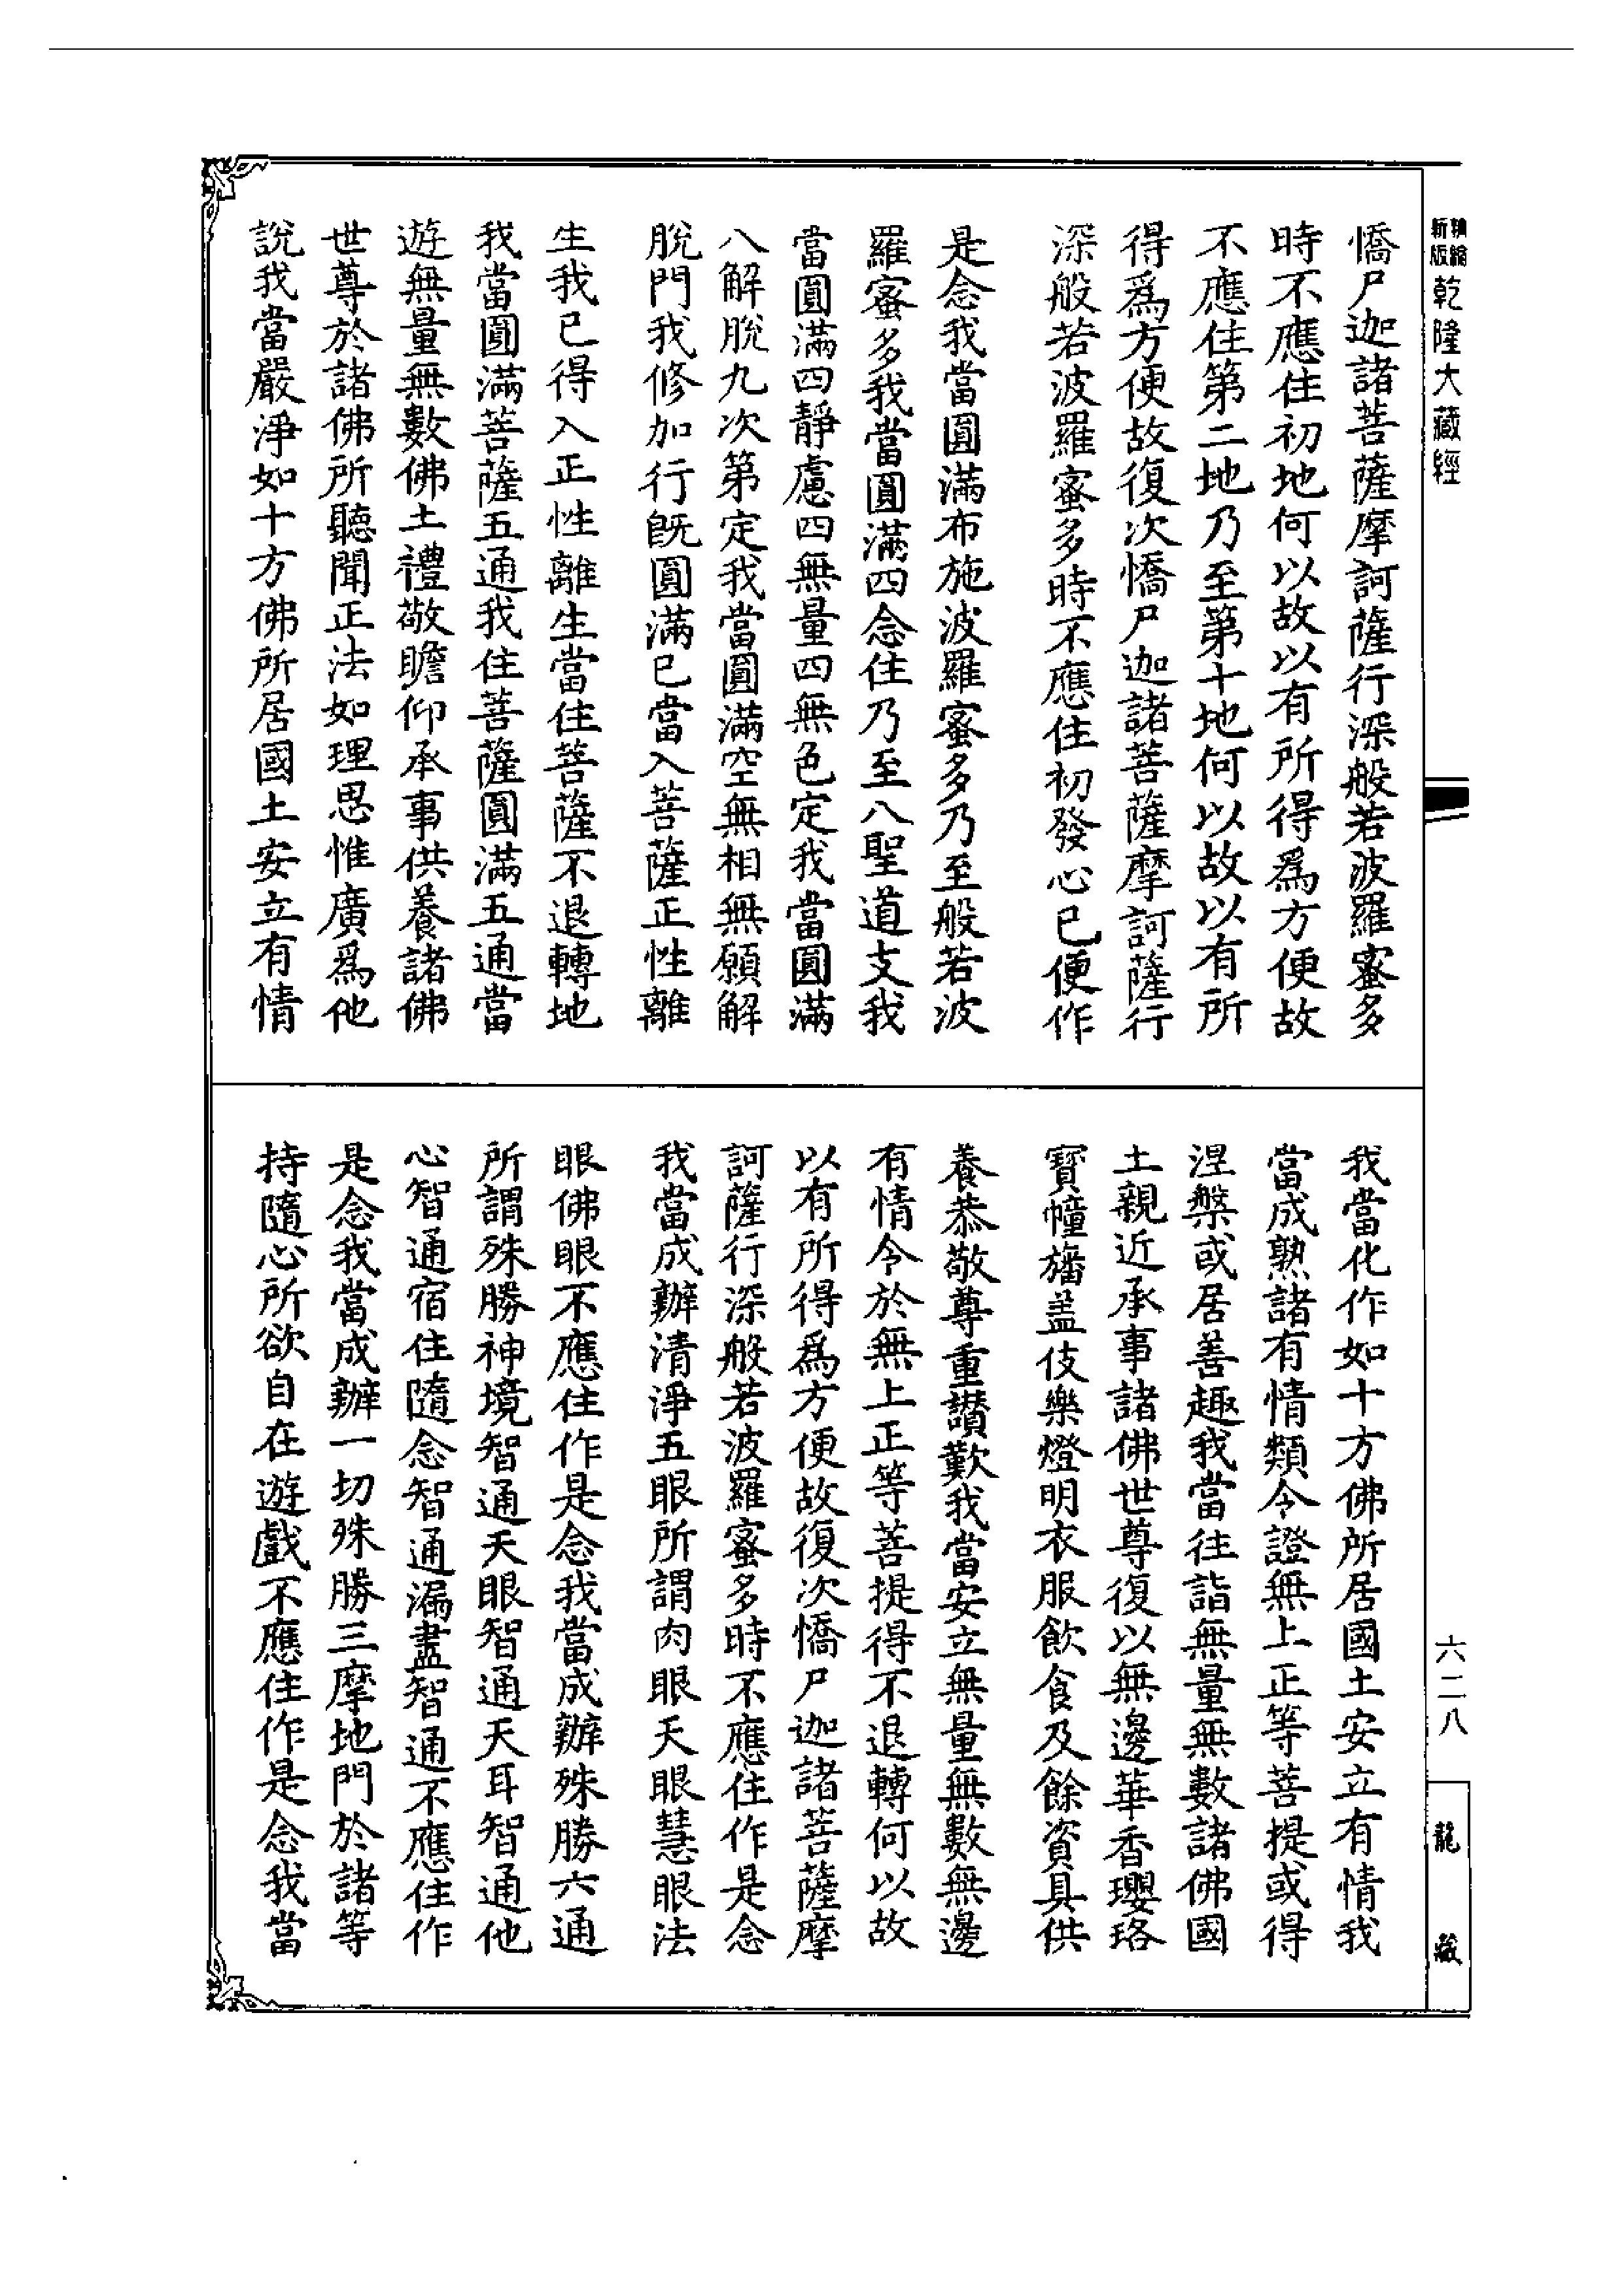 新版
精編
乾隆大藏經
六二八
龍藏
憍尸迦諸菩薩摩訶薩行深般若波羅蜜多
時不應住初地何以故以有所得爲方便故
不應住第二地乃至第十地何以故以有所
得爲方便故復次憍尸迦諸菩薩摩訶薩行
深般若波羅蜜多時不應住初發心已便作
是念我當圓滿布施波羅蜜多乃至般若波
羅蜜多我當圓滿四念住乃至八聖道支我
當圓滿四靜慮四無量四無色定我當圓滿
八解脫九次第定我當圓滿空無相無願解
脫門我修加行旣圓滿已當入菩薩正性離
生我已得入正性離生當住菩薩不退轉地
我當圓滿菩薩五通我住菩薩圓滿五通當
遊無量無數佛土禮敬瞻仰承事供養諸佛
世尊於諸佛所聽聞正法如理思惟廣爲他
說我當嚴淨如十方佛所居國土安立有情
我當化作如十方佛所居國土安立有情我
當成熟諸有情類令證無上正等菩提或得
涅槃或居善趣我當往詣無量無數諸佛國
土親近承事諸佛世尊復以無邊華香瓔珞
寶幢旛盖伎樂燈明衣服飲食及餘資具供
養恭敬尊重讃歎我當安立無量無數無邊
有情令於無上正等菩提得不退轉何以故
以有所得爲方便故復次憍尸迦諸菩薩摩
訶薩行深般若波羅蜜多時不應住作是念
我當成辦清淨五眼所謂肉眼天眼慧眼法
眼佛眼不應住作是念我當成辦殊勝六通
所謂殊勝神境智通天眼智通天耳智通他
心智通宿住隨念智通漏盡智通不應住作
是念我當成辦一切殊勝三摩地門於諸等
持隨心所欲自在遊戲不應住作是念我當